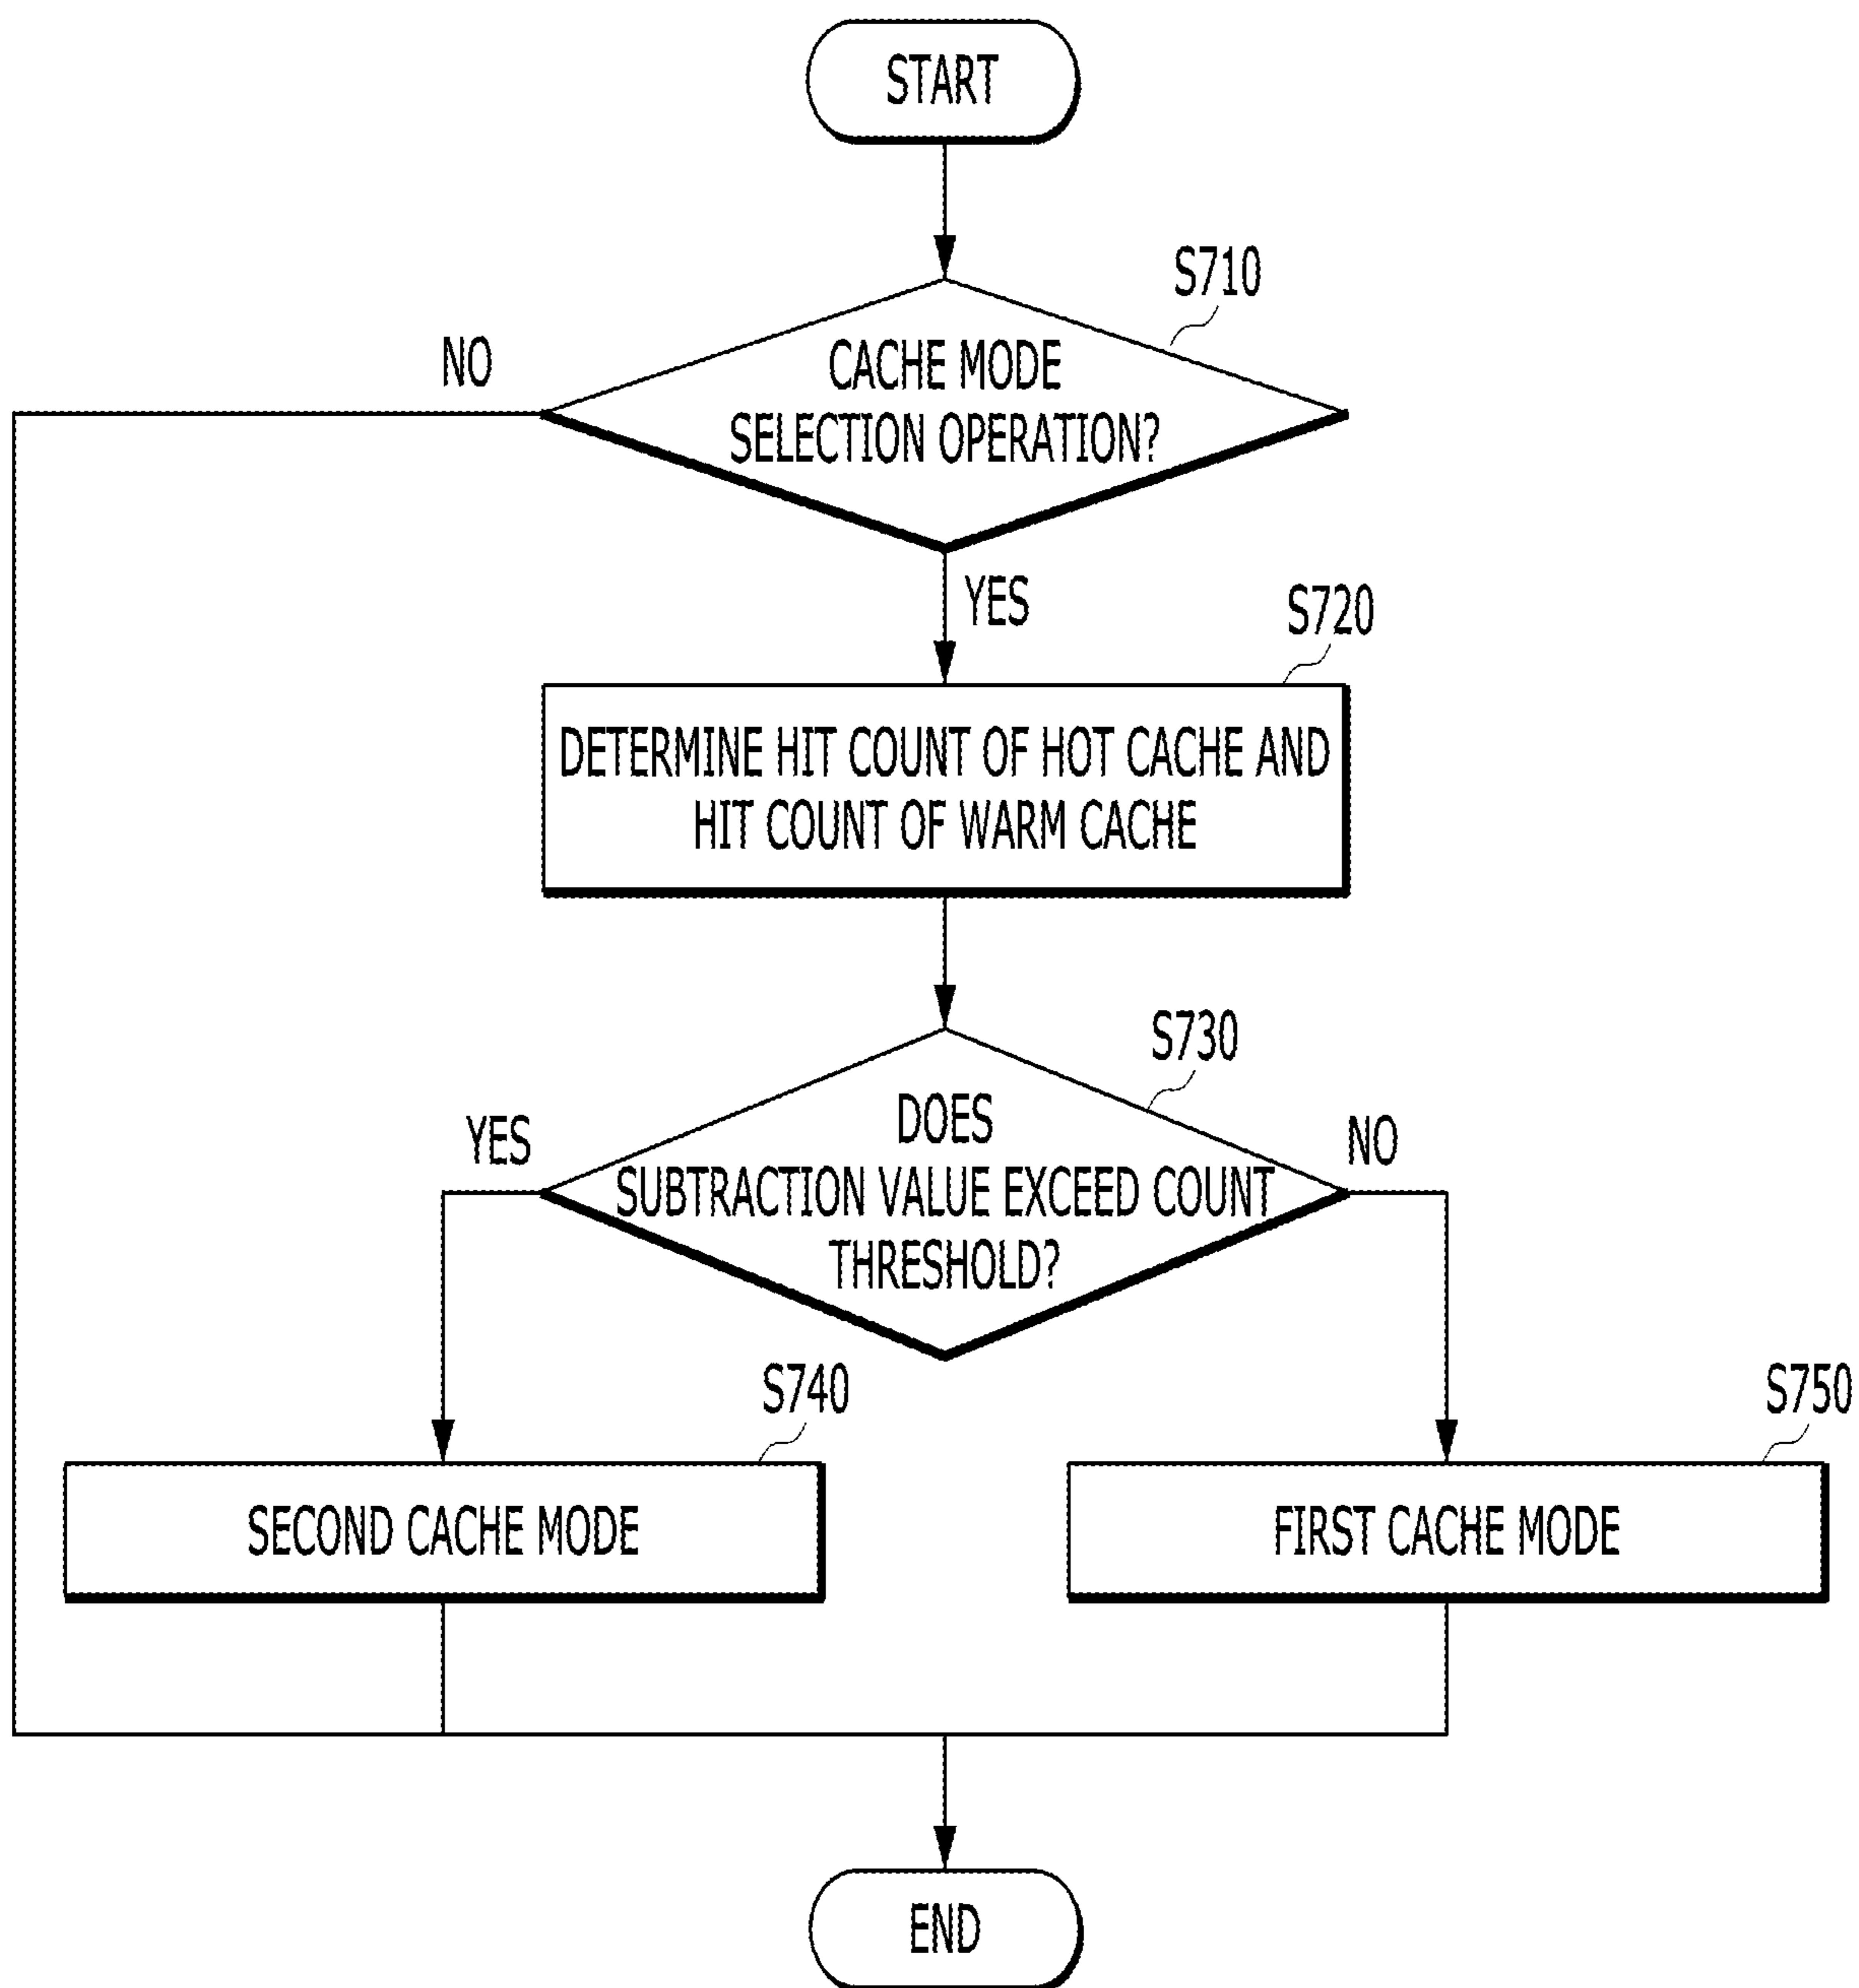 START
S710
NO
CACHE MODE
SELECTION OPERATION?
YES
S720
DETERMINE HIT COUNT OF HOT CACHE AND
HIT COUNT OF WARM CACHE
S730
YES
DOES
NO
SUBTRACTION VALUE EXCEED COUNT
THRESHOLD?
S740
S750
SECOND CACHE MODE
FIRST CACHE MODE
END